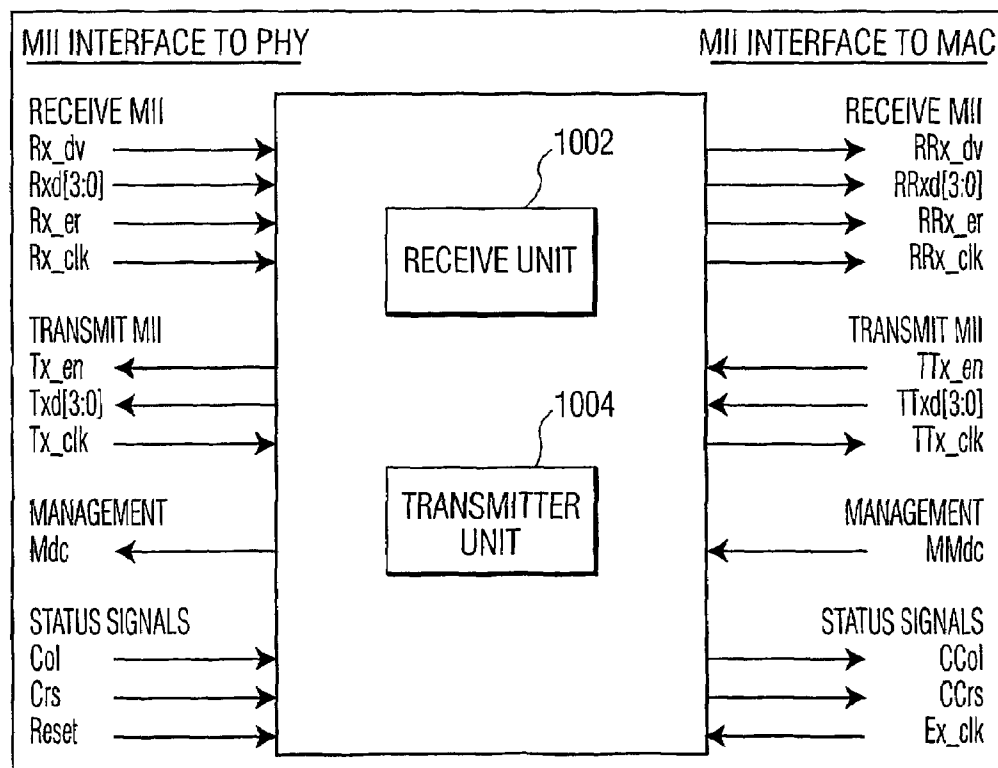 MII INTERFACE TO PHY
MII INTERFACE TO MAC
RECEIVE MII
Rx_dv
Rxd[3:0]
Rx_er
Rx_clk
TRANSMIT MII
Tx_en
Txd[3:0]
Tx_clk
MANAGEMENT
Mdc
STATUS SIGNALS
Col
Crs
Reset
1002
RECEIVE UNIT
1004
TRANSMITTER
UNIT
RECEIVE MII
RRx_dv
RRxd[3:0]
RRx_er
RRx_clk
TRANSMIT MII
TTx_en
TTxd[3:0]
TTx_clk
MANAGEMENT
MMdc
STATUS SIGNALS
CCol
CCrs
Ex_clk